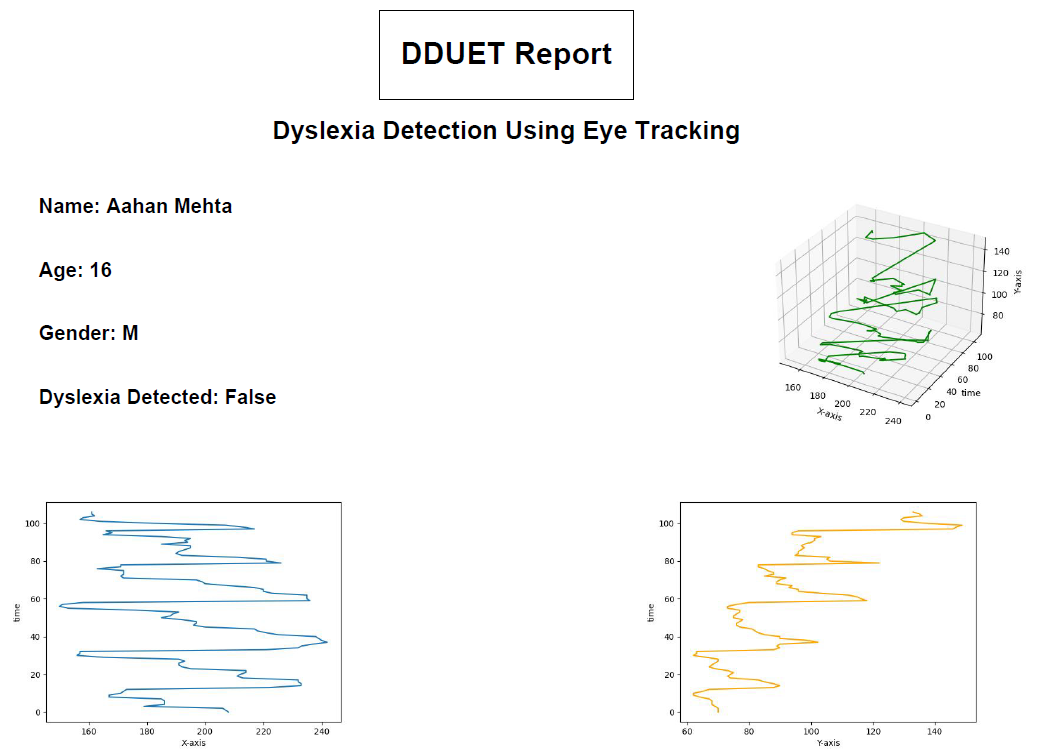 DDUET Report
Dyslexia Detection Using Eye Tracking
Name: Aahan Mehta
Age: 16
Gender: M
Dyslexia Detected: False
140
120
100
80
Y-axis
160
180
200
220
240
X-axis
0
20
40
60
80
100
time
100
80
60
40
20
0
time
160
180
200
220
240
X-axis
100
80
60
40
20
0
time
60
80
100
120
140
Y-axis